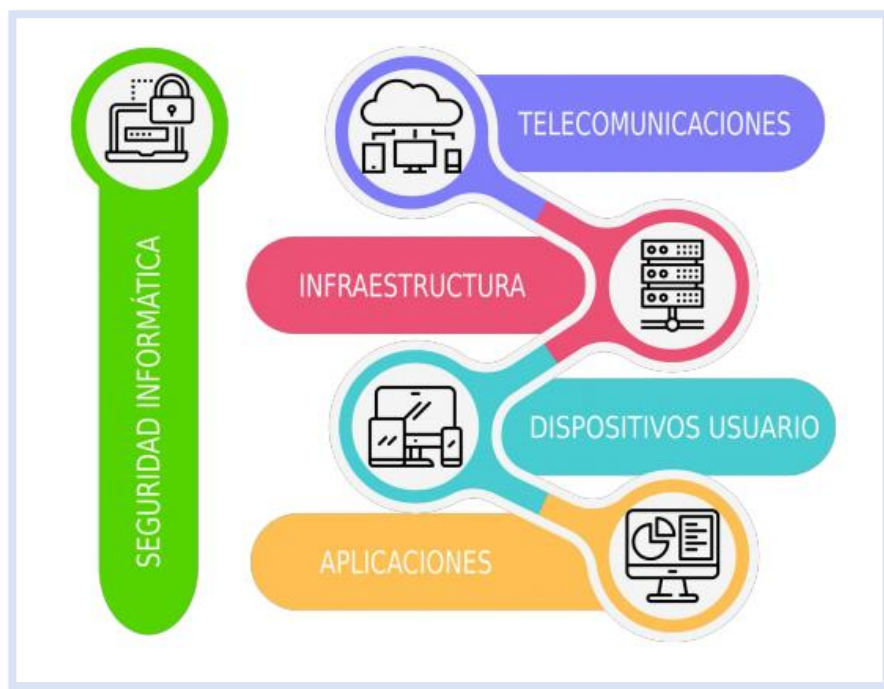 SEGURIDAD INFORMÁTICA
TELECOMUNICACIONES
INFRAESTRUCTURA
DISPOSITIVOS USUARIO
APLICACIONES